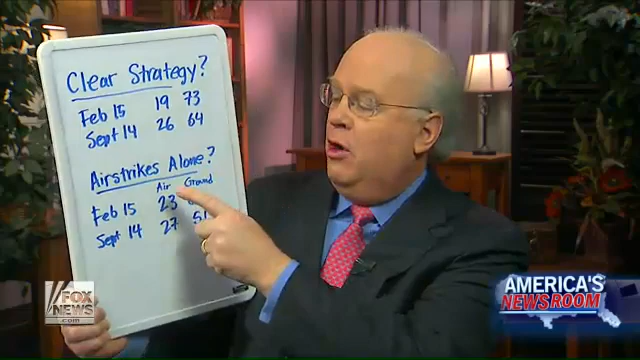 Clear Strategy?
Feb 15 19 73
Sept 14 26 64
Airstrikes Alone?
Air Ground
Feb 15 23
Sept 14 27
FOX
NEWS
.com
AMERICA'S
NEWSROOM